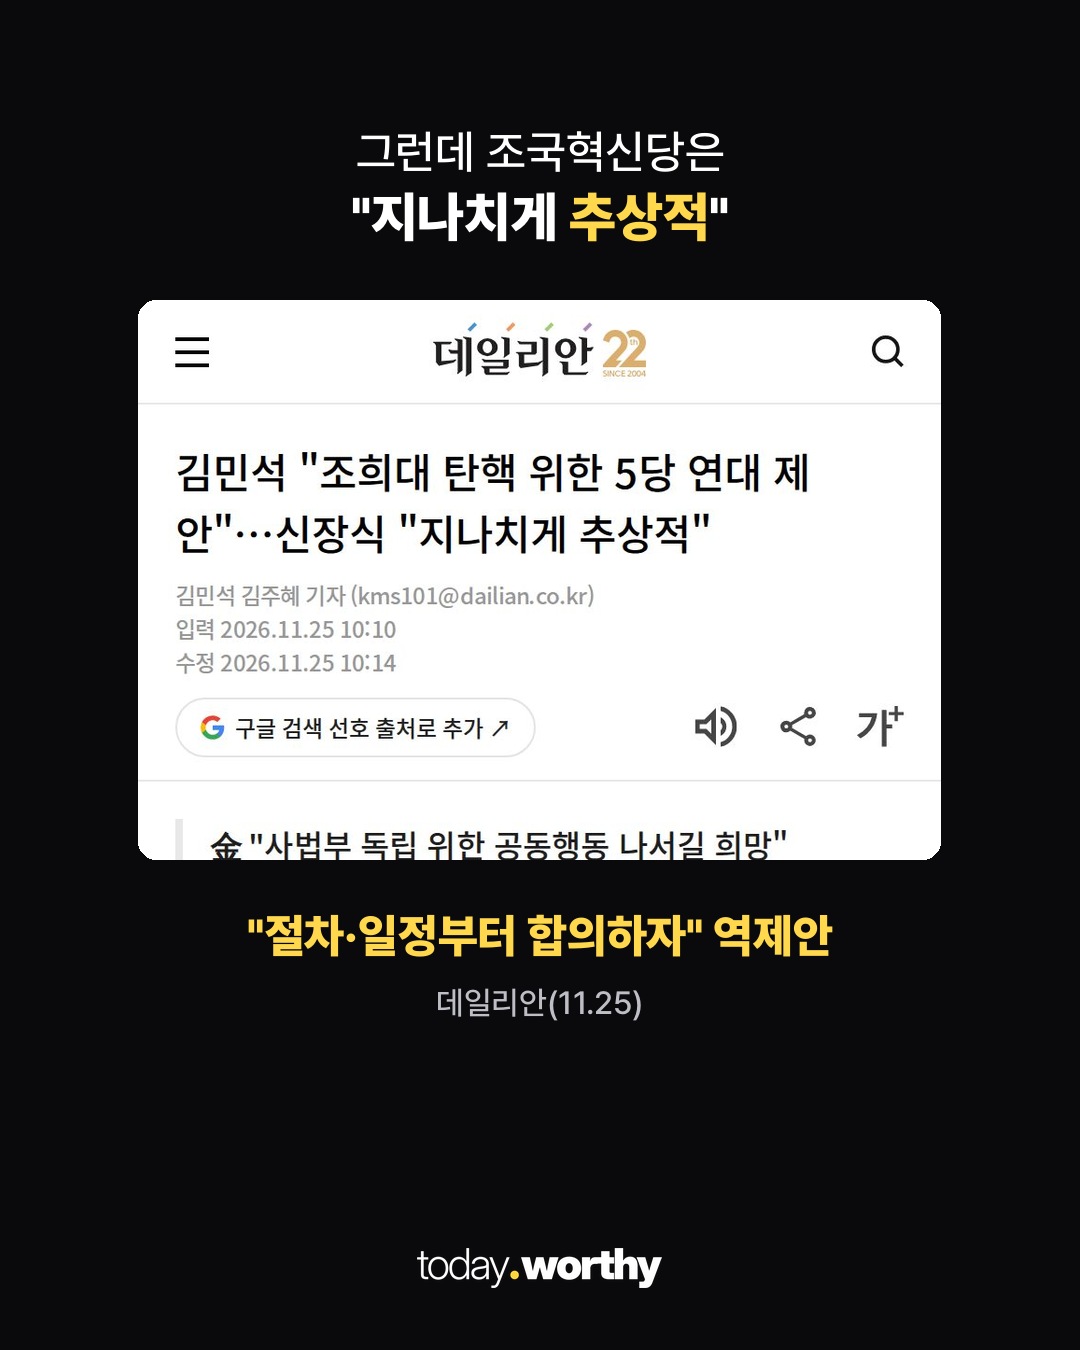 그런데 조국혁신당은
"지나치게 추상적"
데일리안 22th
SINCE 2004
김민석 "조희대 탄핵 위한 5당 연대 제
안"…신장식 "지나치게 추상적"
김민석 김주혜 기자 (kms101@dailian.co.kr)
입력 2026.11.25 10:10
수정 2026.11.25 10:14
구글 검색 선호 출처로 추가 ↗
가+
金 "사법부 독립 위한 공동행동 나서길 희망"
"절차·일정부터 합의하자" 역제안
데일리안(11.25)
today.worthy